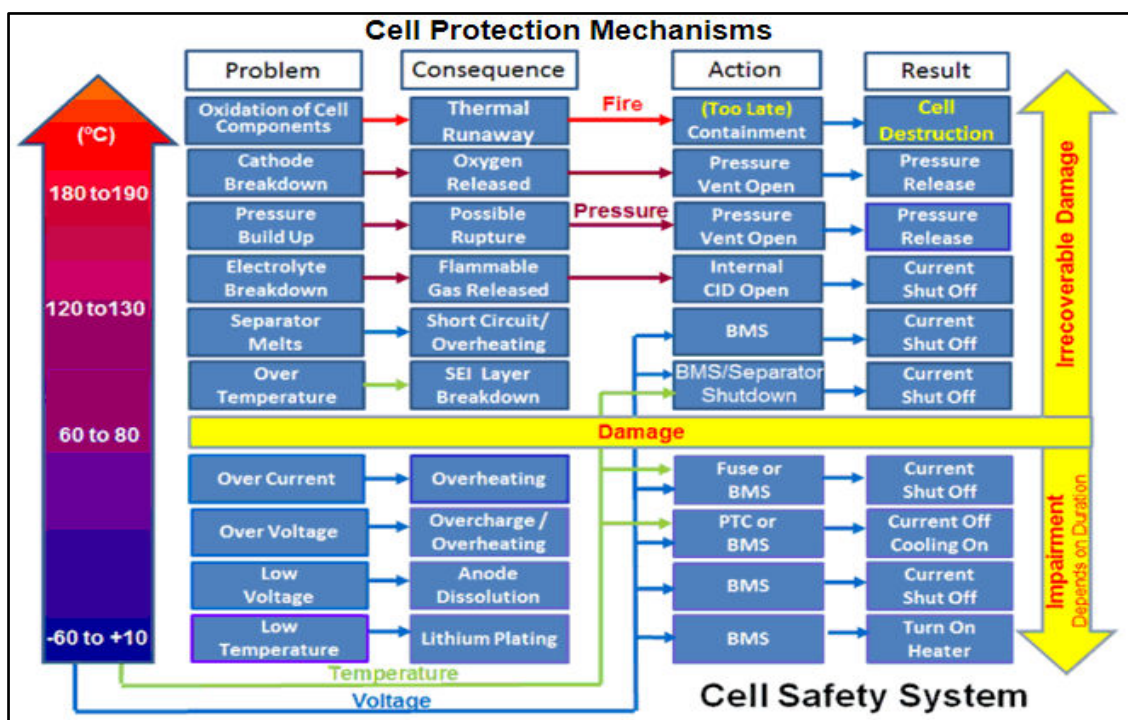 Cell Protection Mechanisms
Problem
Consequence
Action
Result
(°C)
180 to190
120 to130
60 to 80
-60 to +10
Oxidation of Cell
Components
Thermal
Runaway
Fire
(Too Late)
Containment
Cell
Destruction
Cathode
Breakdown
Oxygen
Released
Pressure
Vent Open
Pressure
Release
Pressure
Build Up
Possible
Rupture
Pressure
Pressure
Vent Open
Pressure
Release
Electrolyte
Breakdown
Flammable
Gas Released
Internal
CID Open
Current
Shut Off
Separator
Melts
Short Circuit/
Overheating
BMS
Current
Shut Off
Over
Temperature
SEI Layer
Breakdown
BMS/Separator
Shutdown
Current
Shut Off
Irrecoverable Damage
Damage
Over Current
Overheating
Fuse or
BMS
Current
Shut Off
Over Voltage
Overcharge /
Overheating
PTC or
BMS
Current Off
Cooling On
Low
Voltage
Anode
Dissolution
BMS
Current
Shut Off
Low
Temperature
Lithium Plating
BMS
Turn On
Heater
Impairment
Depends on Duration
Temperature
Voltage
Cell Safety System